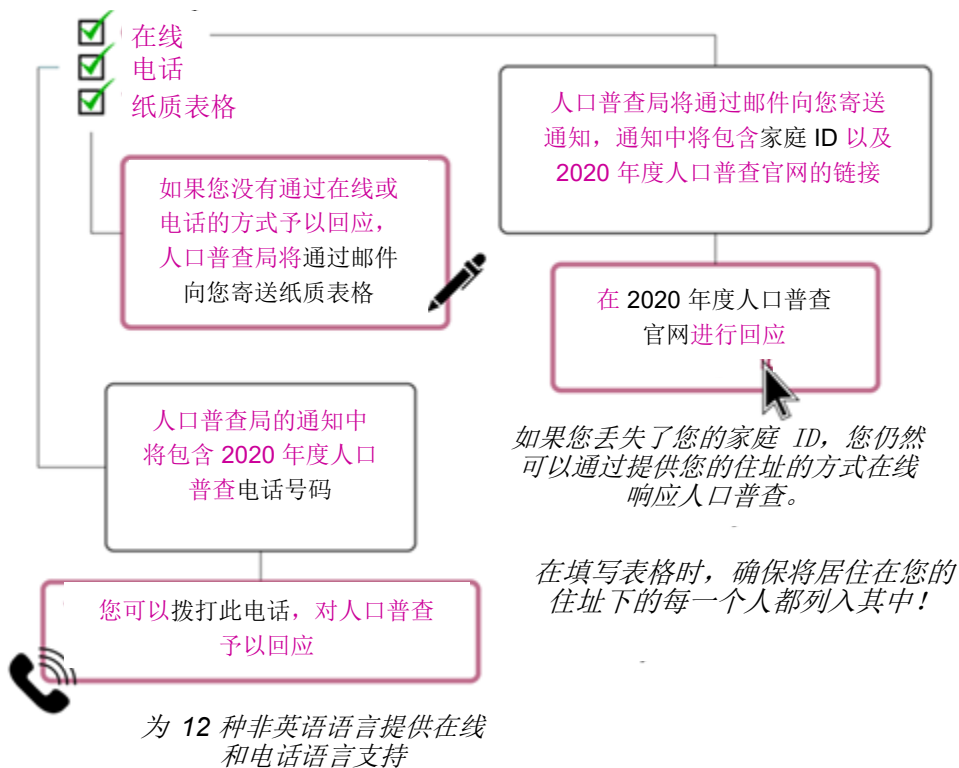 在线
电话
纸质表格
如果您没有通过在线或
电话的方式予以回应，
人口普查局将通过邮件
向您寄送纸质表格
人口普查局的通知中
将包含 2020 年度人口
普查电话号码
您可以拨打此电话，对人口普查
予以回应
为 12 种非英语语言提供在线
和电话语言支持
人口普查局将通过邮件向您寄送
通知，通知中将包含家庭 ID 以及
2020 年度人口普查官网的链接
在 2020 年度人口普查
官网进行回应
如果您丢失了您的家庭 ID，您仍然
可以通过提供您的住址的方式在线
响应人口普查。
在填写表格时，确保将居住在您的
住址下的每一个人都列入其中！